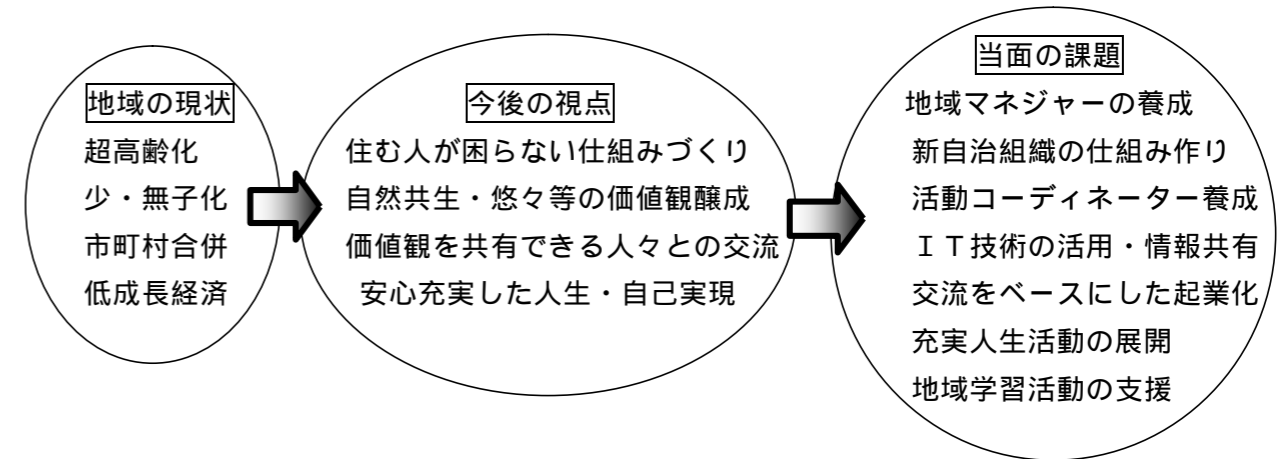 地域の現状
超高齢化
少・無子化
市町村合併
低成長経済
今後の視点
住む人が困らない仕組みづくり
自然共生・悠々等の価値観醸成
価値観を共有できる人々との交流
安心充実した人生・自己実現
当面の課題
地域マネジャーの養成
新自治組織の仕組み作り
活動コーディネーター養成
ＩＴ技術の活用・情報共有
交流をベースにした起業化
充実人生活動の展開
地域学習活動の支援